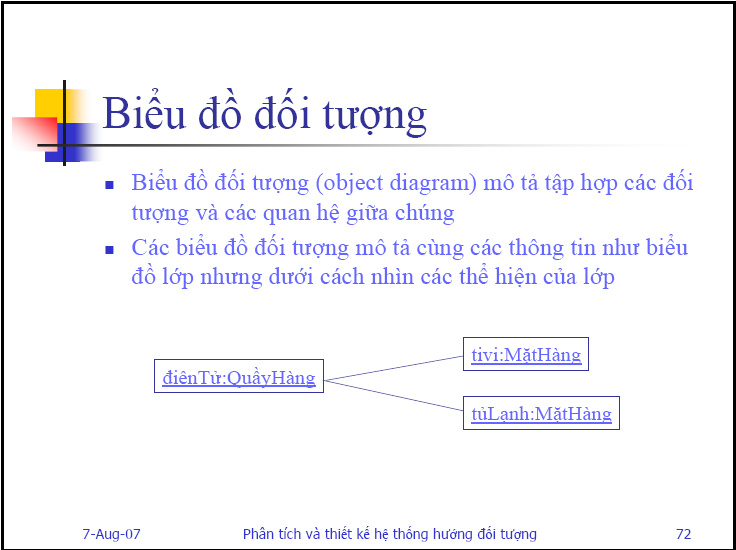 Biểu đồ đối tượng
Biểu đồ đối tượng (object diagram) mô tả tập hợp các đối
tượng và các quan hệ giữa chúng
Các biểu đồ đối tượng mô tả cùng các thông tin như biểu
đồ lớp nhưng dưới cách nhìn các thể hiện của lớp
tivi:MặtHàng
điênTử:QuầyHàng
tủLạnh:MặtHàng
7-Aug-07
Phân tích và thiết kế hệ thống hướng đối tượng
72